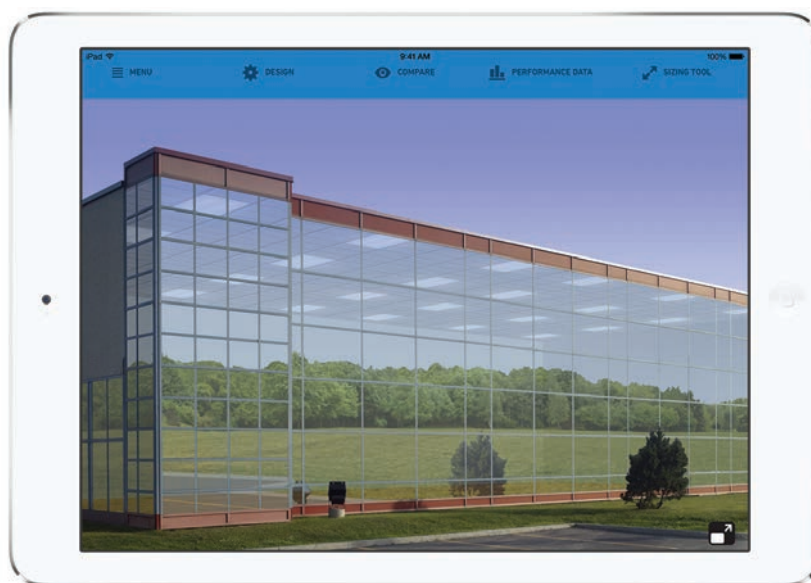 iPad 9:41 AM 100%
MENU DESIGN COMPARE PERFORMANCE DATA SIZING TOOL